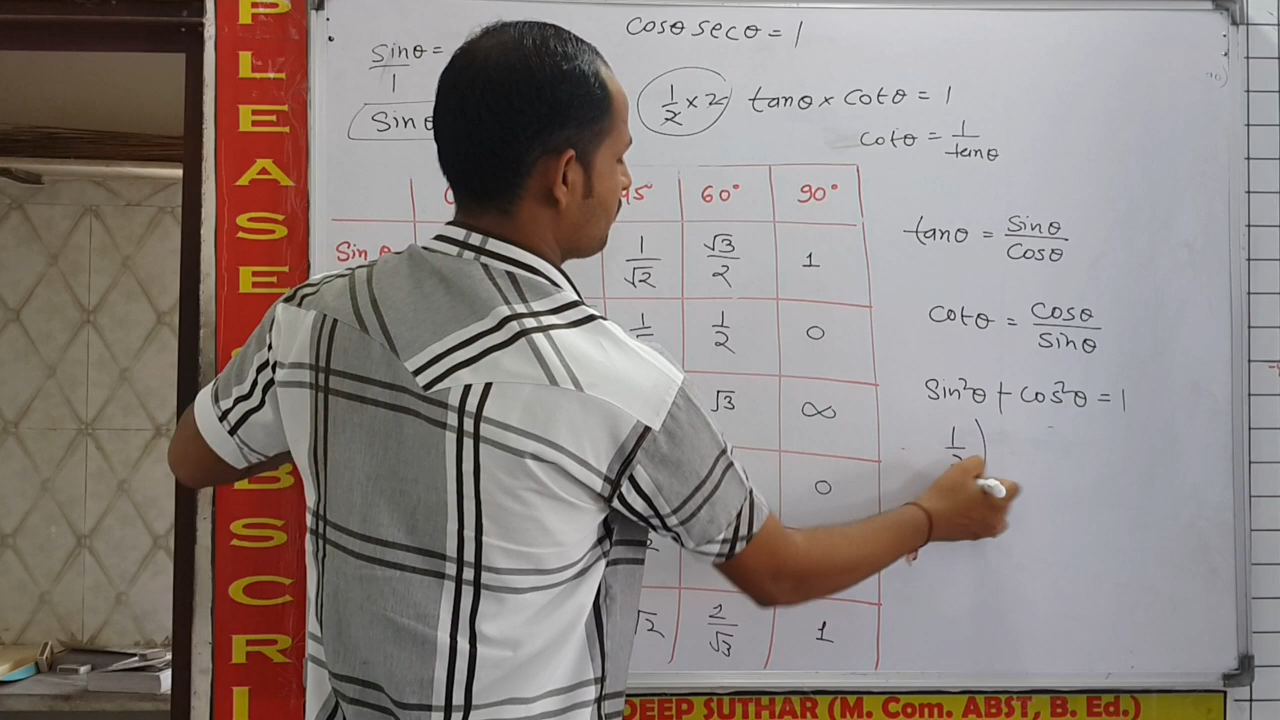 PLEASE
SUBSCRI
cosθ secθ = 1
sinθ =
1
1/2 × 2
tanθ × cotθ = 1
cotθ = 1/tanθ
Sin θ
45° 60° 90°
Sin θ 1/√2 √3/2 1
1/ 1/2 0
√3 ∞
0
√2 2/√3 1
tanθ = Sinθ/Cosθ
cotθ = Cosθ/Sinθ
Sin²θ + Cos²θ = 1
1/2)
DEEP SUTHAR (M. Com. ABST, B. Ed.)